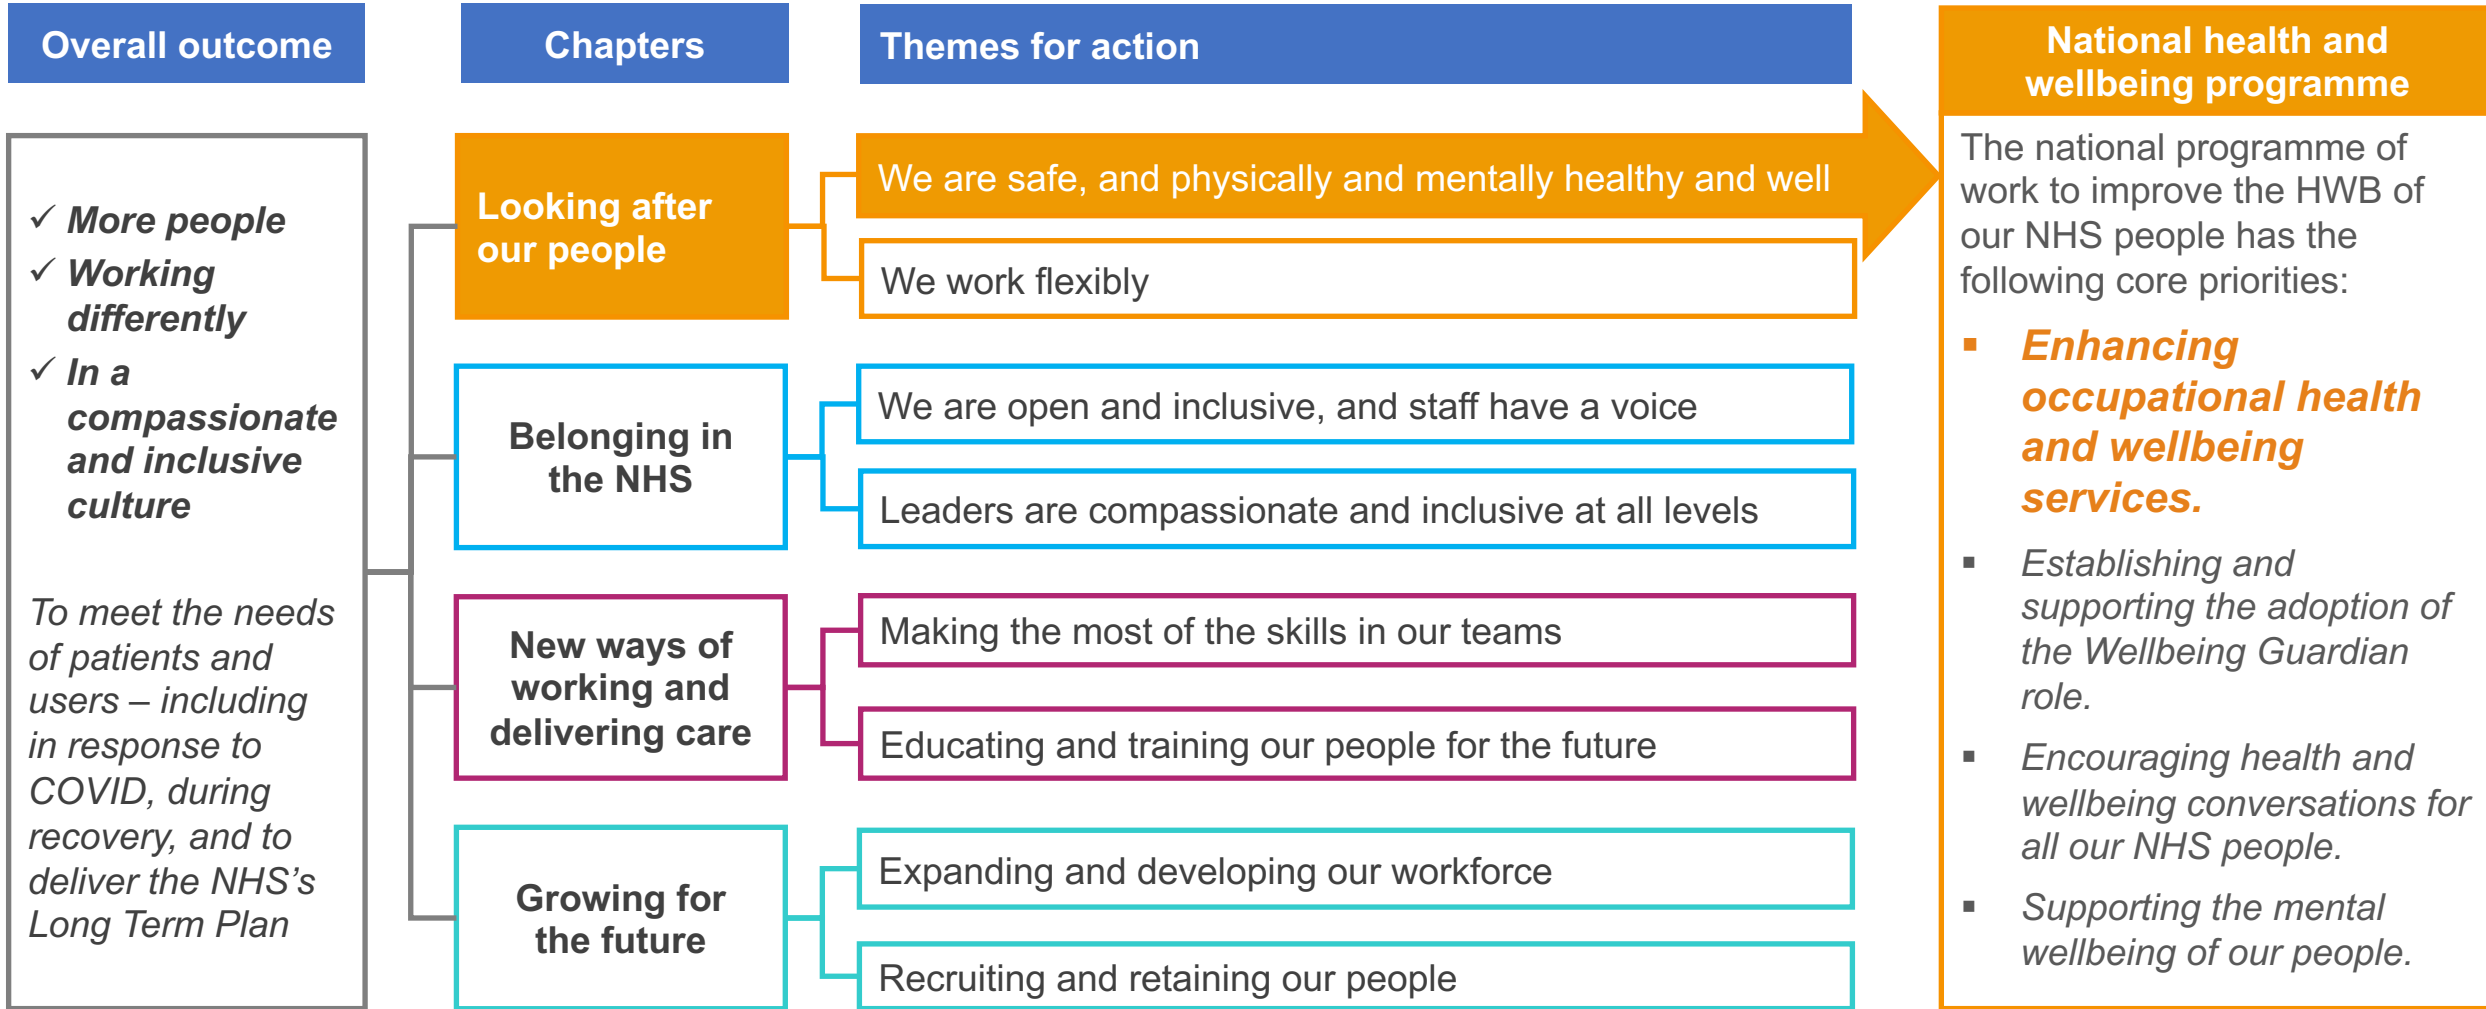 Overall outcome
✓ More people
✓ Working
differently
✓ In a
compassionate
and inclusive
culture
To meet the needs
of patients and
users – including
in response to
COVID, during
recovery, and to
deliver the NHS’s
Long Term Plan
Chapters
Looking after
our people
Belonging in
the NHS
New ways of
working and
delivering care
Growing for
the future
Themes for action
We are safe, and physically and mentally healthy and well
We work flexibly
We are open and inclusive, and staff have a voice
Leaders are compassionate and inclusive at all levels
Making the most of the skills in our teams
Educating and training our people for the future
Expanding and developing our workforce
Recruiting and retaining our people
National health and
wellbeing programme
The national programme of
work to improve the HWB of
our NHS people has the
following core priorities:
▪ Enhancing
occupational health
and wellbeing
services.
▪ Establishing and
supporting the adoption of
the Wellbeing Guardian
role.
▪ Encouraging health and
wellbeing conversations for
all our NHS people.
▪ Supporting the mental
wellbeing of our people.